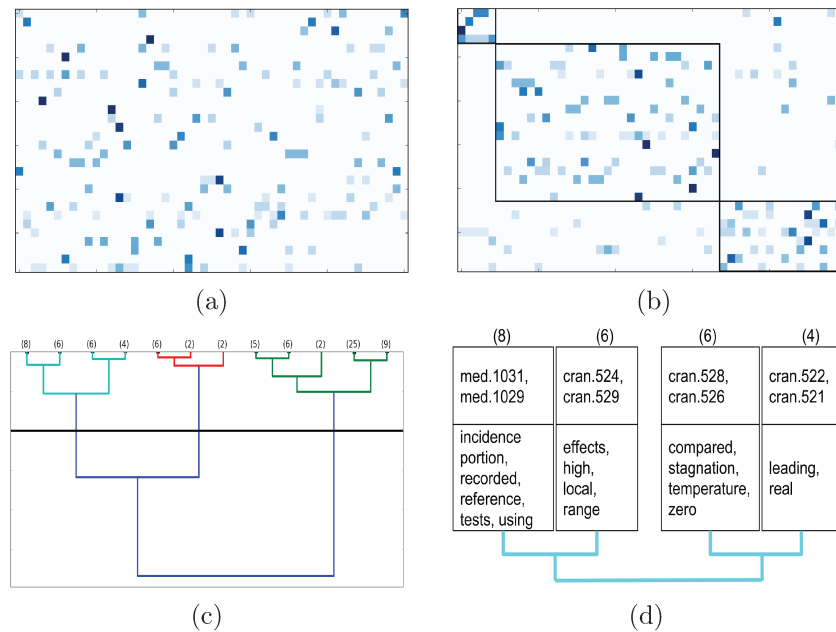 (a)
(b)
(8) (6) (6) (4) (6) (2) (2) (5) (6) (2) (25) (9)
(c)
(8) (6) (6) (4)
med.1031,
med.1029
cran.524,
cran.529
cran.528,
cran.526
cran.522,
cran.521
incidence
portion,
recorded,
reference,
tests, using
effects,
high,
local,
range
compared,
stagnation,
temperature,
zero
leading,
real
(d)